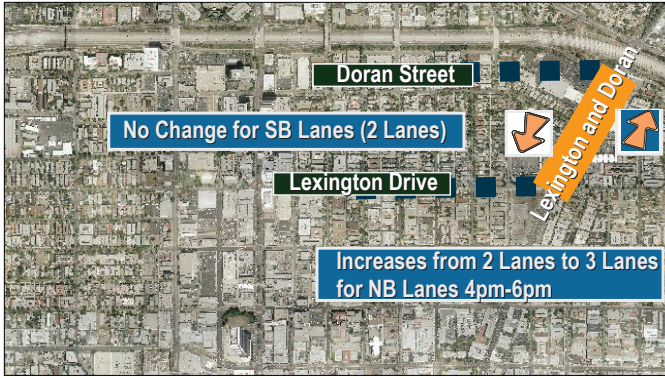 Doran Street
No Change for SB Lanes (2 Lanes)
Lexington and Doran
Lexington Drive
Increases from 2 Lanes to 3 Lanes
for NB Lanes 4pm-6pm